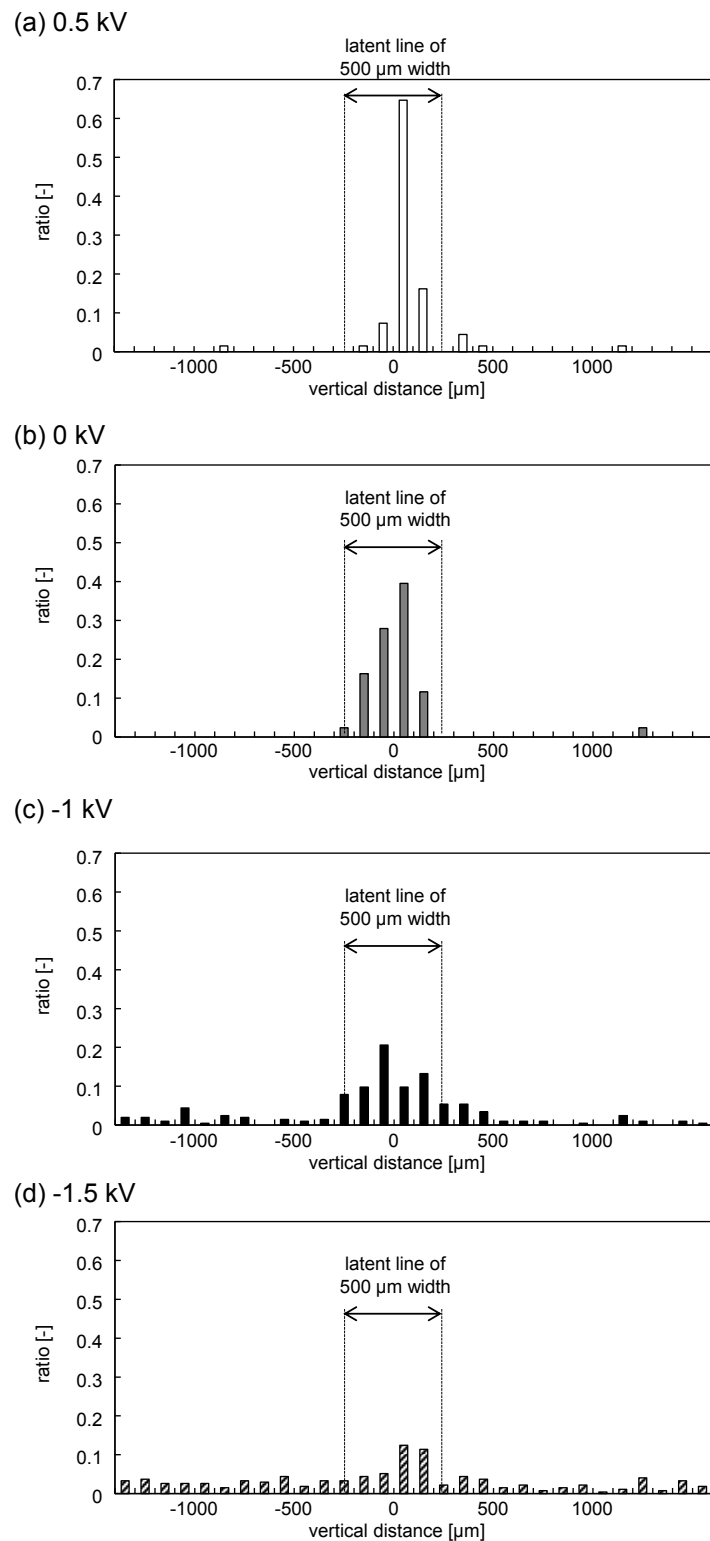 (a) 0.5 kV
latent line of
500 µm width
0.7
0.6
0.5
0.4
0.3
0.2
0.1
0
ratio [-]
-1000 -500 0 500 1000
vertical distance [µm]
(b) 0 kV
latent line of
500 µm width
0.7
0.6
0.5
0.4
0.3
0.2
0.1
0
ratio [-]
-1000 -500 0 500 1000
vertical distance [µm]
(c) -1 kV
latent line of
500 µm width
0.7
0.6
0.5
0.4
0.3
0.2
0.1
0
ratio [-]
-1000 -500 0 500 1000
vertical distance [µm]
(d) -1.5 kV
latent line of
500 µm width
0.7
0.6
0.5
0.4
0.3
0.2
0.1
0
ratio [-]
-1000 -500 0 500 1000
vertical distance [µm]